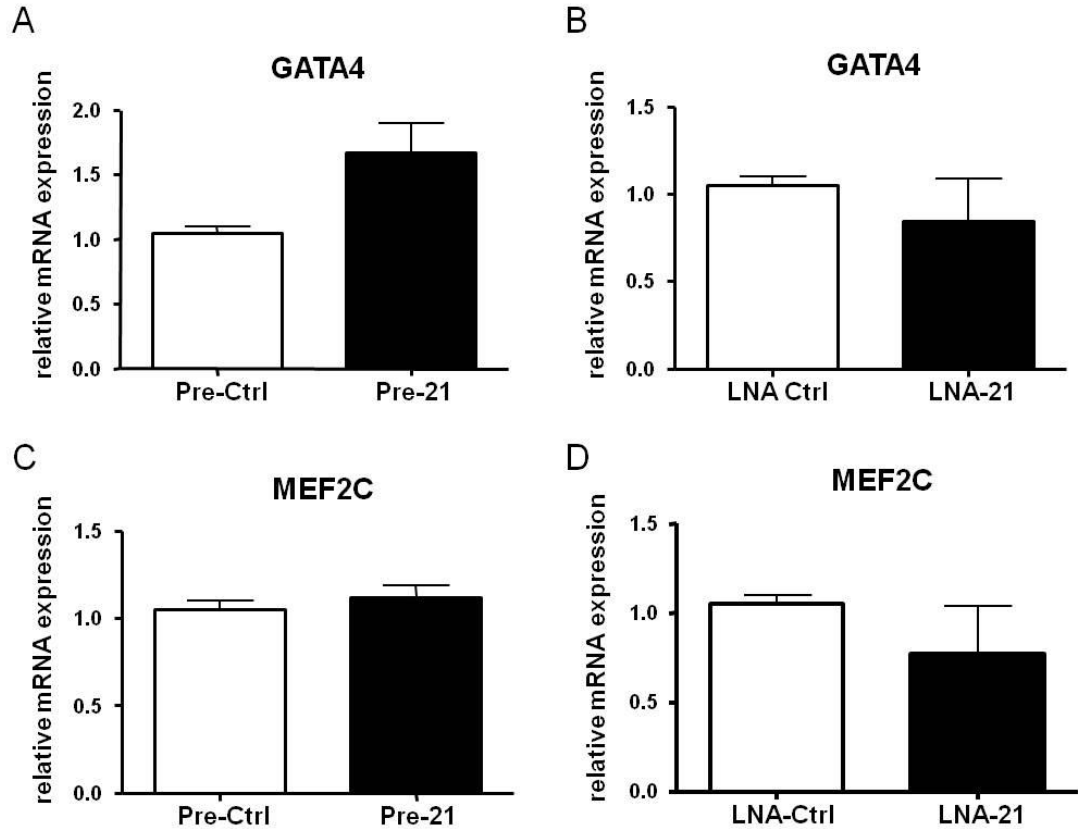 A
GATA4
relative mRNA expression
2.0
1.5
1.0
0.5
0.0
Pre-Ctrl
Pre-21
B
GATA4
relative mRNA expression
1.5
1.0
0.5
0.0
LNA Ctrl
LNA-21
C
MEF2C
relative mRNA expression
1.5
1.0
0.5
0.0
Pre-Ctrl
Pre-21
D
MEF2C
relative mRNA expression
1.5
1.0
0.5
0.0
LNA-Ctrl
LNA-21